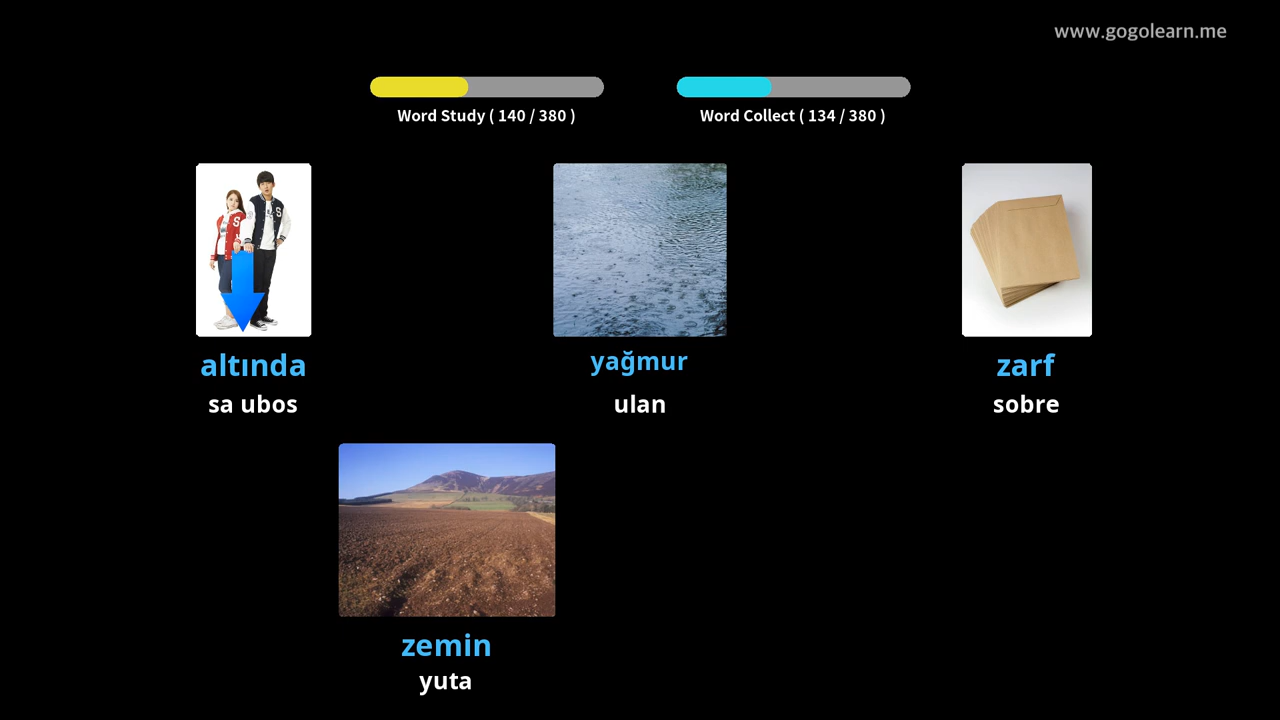 www.gogolearn.me
Word Study ( 140 / 380 )
Word Collect ( 134 / 380 )
altında
yağmur
zarf
sa ubos
ulan
sobre
zemin
yuta